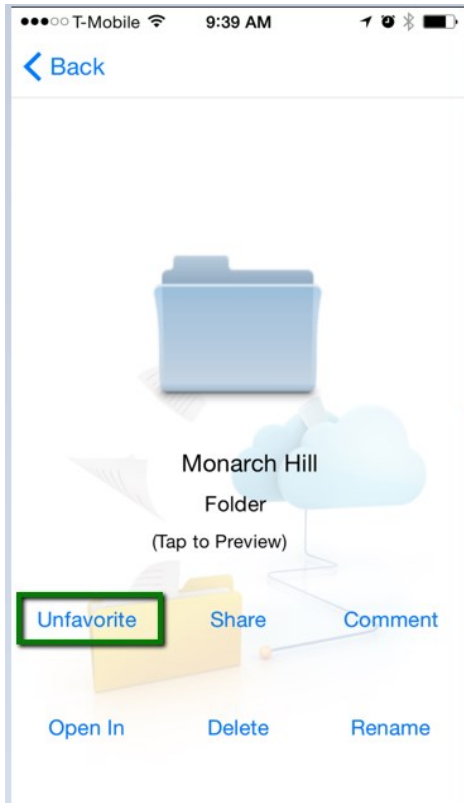 T-Mobile 9:39 AM
Back
Monarch Hill
Folder
(Tap to Preview)
Unfavorite Share Comment
Open In Delete Rename